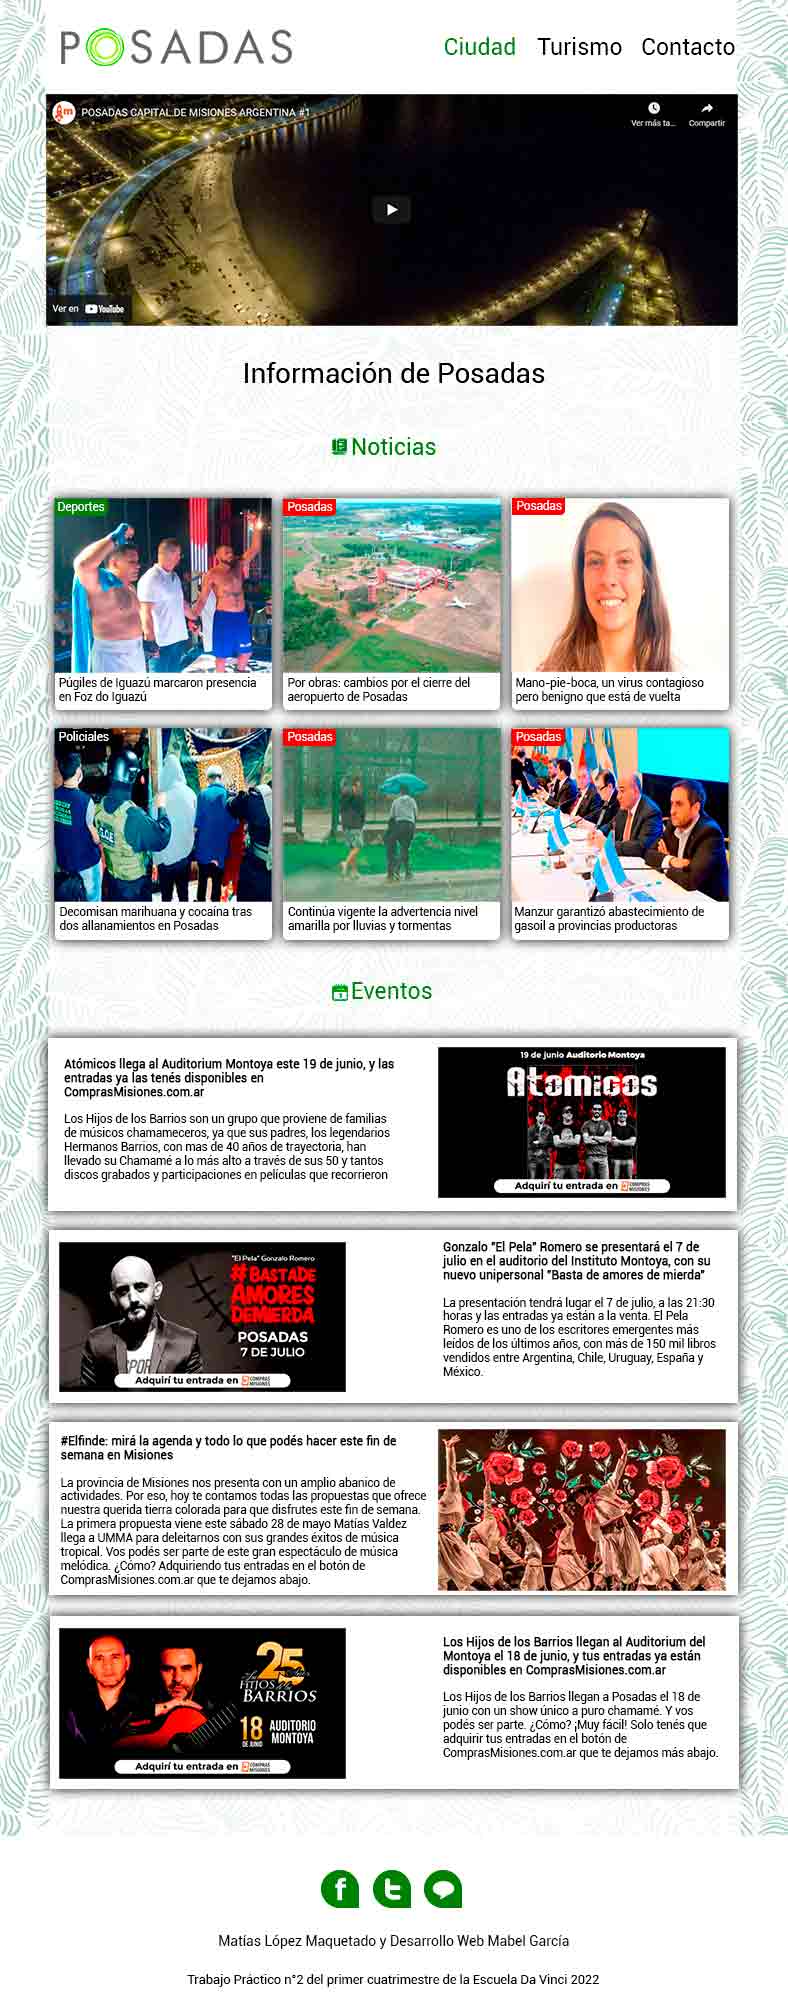 POSADAS
Ciudad Turismo Contacto
POSADAS CAPITAL DE MISIONES ARGENTINA #1
Ver más ta... Compartir
Ver en YouTube
Información de Posadas
Noticias
Deportes
Púgiles de Iguazú marcaron presencia
en Foz do Iguazú
Posadas
Por obras: cambios por el cierre del
aeropuerto de Posadas
Posadas
Mano-pie-boca, un virus contagioso
pero benigno que está de vuelta
Policiales
Decomisan marihuana y cocaína tras
dos allanamientos en Posadas
Posadas
Continúa vigente la advertencia nivel
amarilla por lluvias y tormentas
Posadas
Manzur garantizó abastecimiento de
gasoil a provincias productoras
Eventos
Atómicos llega al Auditorium Montoya este 19 de junio, y las
entradas ya las tenés disponibles en
ComprasMisiones.com.ar
Los Hijos de los Barrios son un grupo que proviene de familias
de músicos chamameceros, ya que sus padres, los legendarios
Hermanos Barrios, con mas de 40 años de trayectoria, han
llevado su Chamamé a lo más alto a través de sus 50 y tantos
discos grabados y participaciones en películas que recorrieron
19 de junio Auditorio Montoya
Atomicos
Adquirí tu entrada en COMPRAS MISIONES
"El Pela" Gonzalo Romero
#BASTADE
AMORES
DEMIERDA
POSADAS
7 DE JULIO
Adquirí tu entrada en COMPRAS MISIONES
Gonzalo "El Pela" Romero se presentará el 7 de
julio en el auditorio del Instituto Montoya, con su
nuevo unipersonal "Basta de amores de mierda"
La presentación tendrá lugar el 7 de julio, a las 21:30
horas y las entradas ya están a la venta. El Pela
Romero es uno de los escritores emergentes más
leídos de los últimos años, con más de 150 mil libros
vendidos entre Argentina, Chile, Uruguay, España y
México.
#Elfinde: mirá la agenda y todo lo que podés hacer este fin de
semana en Misiones
La provincia de Misiones nos presenta con un amplio abanico de
actividades. Por eso, hoy te contamos todas las propuestas que ofrece
nuestra querida tierra colorada para que disfrutes este fin de semana.
La primera propuesta viene este sábado 28 de mayo Matías Valdez
llega a UMMA para deleitarnos con sus grandes éxitos de música
tropical. Vos podés ser parte de este gran espectáculo de música
melódica. ¿Cómo? Adquiriendo tus entradas en el botón de
ComprasMisiones.com.ar que te dejamos abajo.
25
Los
HIJOS de los
BARRIOS
18 AUDITORIO
DE JUNIO MONTOYA
Adquirí tu entrada en COMPRAS MISIONES
Los Hijos de los Barrios llegan al Auditorium del
Montoya el 18 de junio, y tus entradas ya están
disponibles en ComprasMisiones.com.ar
Los Hijos de los Barrios llegan a Posadas el 18 de
junio con un show único a puro chamamé. Y vos
podés ser parte. ¿Cómo? ¡Muy fácil! Solo tenés que
adquirir tus entradas en el botón de
ComprasMisiones.com.ar que te dejamos más abajo.
Matías López Maquetado y Desarrollo Web Mabel García
Trabajo Práctico n°2 del primer cuatrimestre de la Escuela Da Vinci 2022